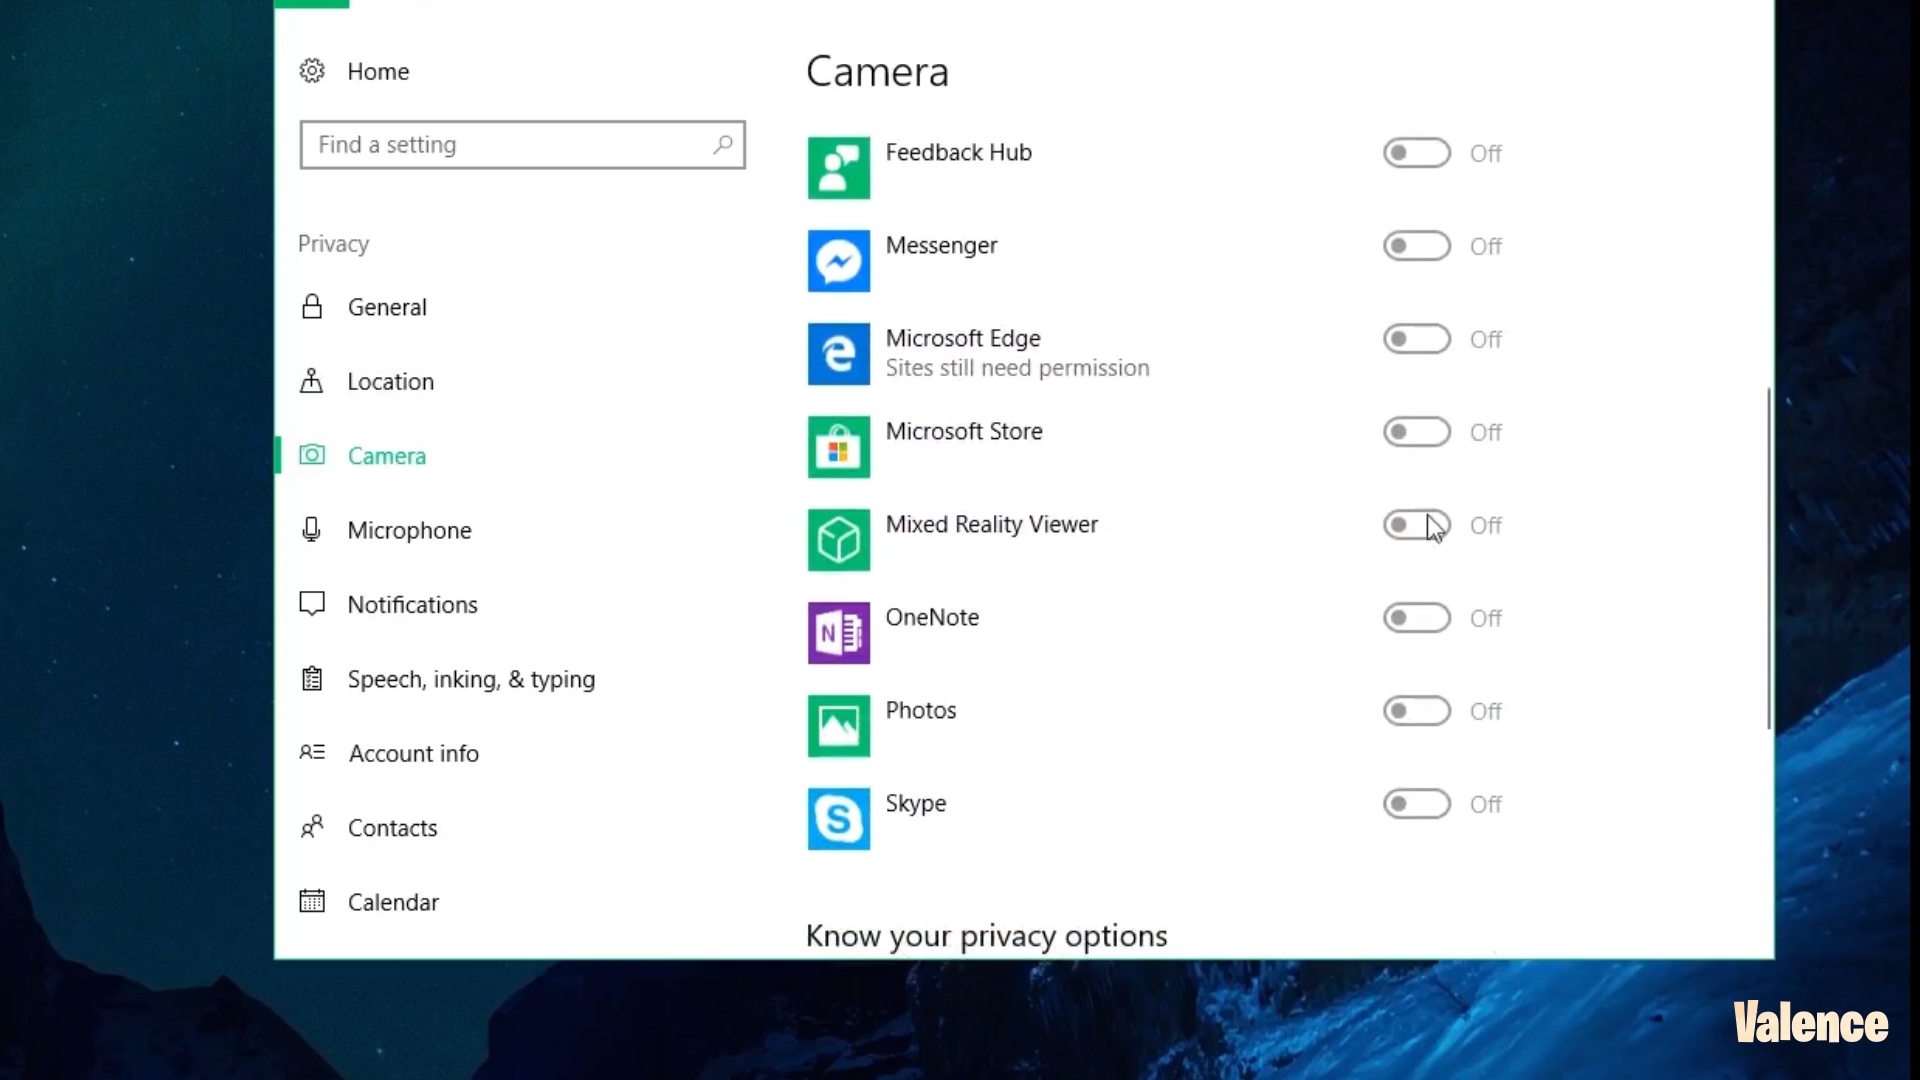 Home
Find a setting
Privacy
General
Location
Camera
Microphone
Notifications
Speech, inking, & typing
Account info
Contacts
Calendar
Camera
Feedback Hub Off
Messenger Off
Microsoft Edge Off
Sites still need permission
Microsoft Store Off
Mixed Reality Viewer Off
OneNote Off
Photos Off
Skype Off
Know your privacy options
Valence